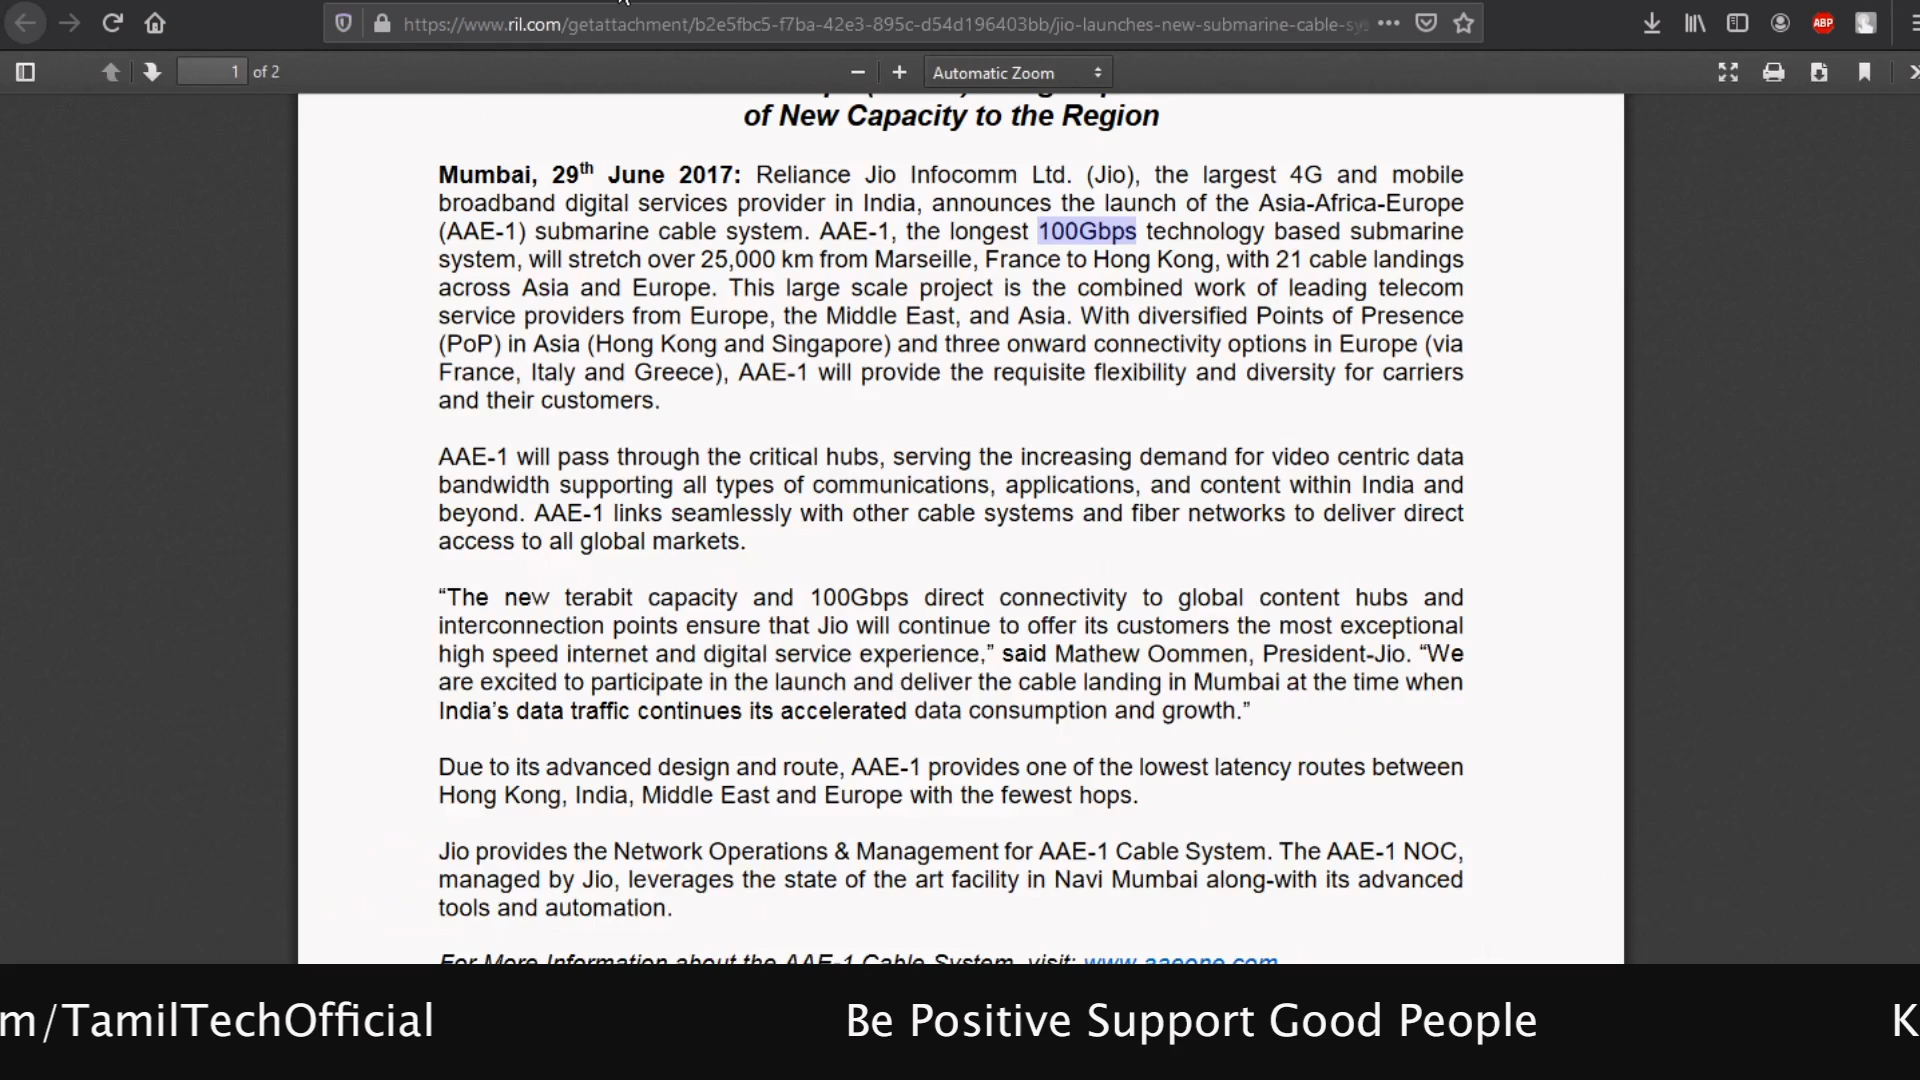 https://www.ril.com/getattachment/b2e5fbc5-f7ba-42e3-895c-d54d196403bb/jio-launches-new-submarine-cable-sy
ABP
1 of 2
Automatic Zoom
of New Capacity to the Region
Mumbai, 29th June 2017: Reliance Jio Infocomm Ltd. (Jio), the largest 4G and mobile
broadband digital services provider in India, announces the launch of the Asia-Africa-Europe
(AAE-1) submarine cable system. AAE-1, the longest 100Gbps technology based submarine
system, will stretch over 25,000 km from Marseille, France to Hong Kong, with 21 cable landings
across Asia and Europe. This large scale project is the combined work of leading telecom
service providers from Europe, the Middle East, and Asia. With diversified Points of Presence
(PoP) in Asia (Hong Kong and Singapore) and three onward connectivity options in Europe (via
France, Italy and Greece), AAE-1 will provide the requisite flexibility and diversity for carriers
and their customers.
AAE-1 will pass through the critical hubs, serving the increasing demand for video centric data
bandwidth supporting all types of communications, applications, and content within India and
beyond. AAE-1 links seamlessly with other cable systems and fiber networks to deliver direct
access to all global markets.
“The new terabit capacity and 100Gbps direct connectivity to global content hubs and
interconnection points ensure that Jio will continue to offer its customers the most exceptional
high speed internet and digital service experience,” said Mathew Oommen, President-Jio. “We
are excited to participate in the launch and deliver the cable landing in Mumbai at the time when
India’s data traffic continues its accelerated data consumption and growth.”
Due to its advanced design and route, AAE-1 provides one of the lowest latency routes between
Hong Kong, India, Middle East and Europe with the fewest hops.
Jio provides the Network Operations & Management for AAE-1 Cable System. The AAE-1 NOC,
managed by Jio, leverages the state of the art facility in Navi Mumbai along-with its advanced
tools and automation.
For More Information about the AAE-1 Cable System, visit: www.aaeone.com
m/TamilTechOfficial Be Positive Support Good People K